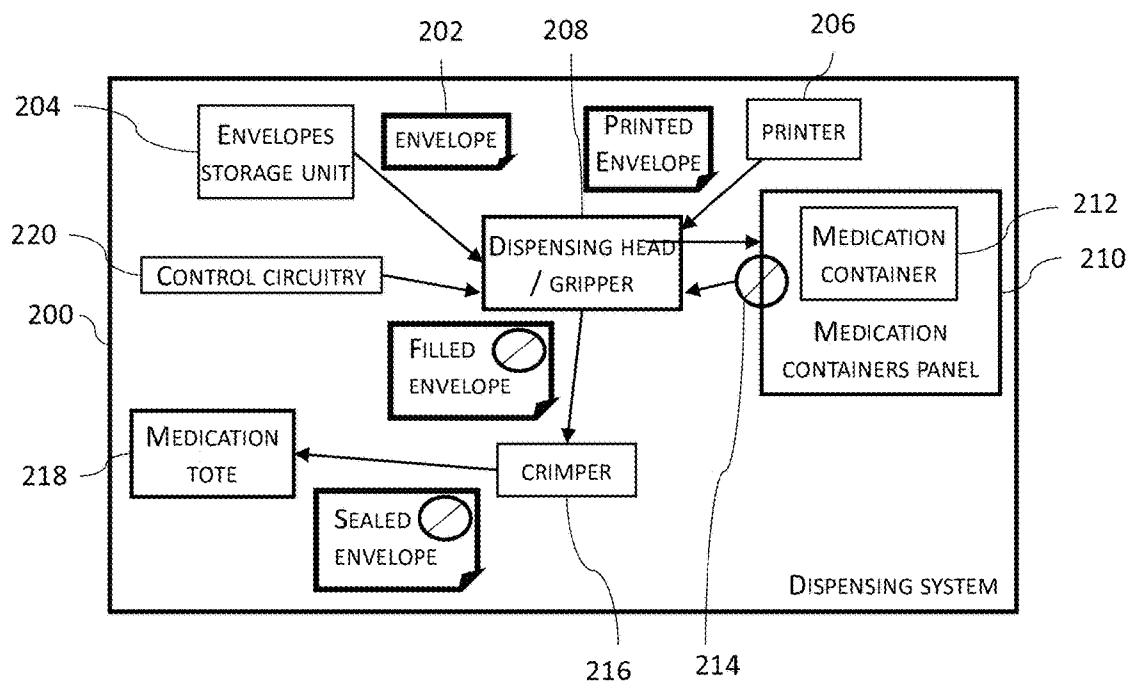 202
208
206
204
ENVELOPES
STORAGE UNIT
ENVELOPE
PRINTED
ENVELOPE
PRINTER
212
MEDICATION
CONTAINER
210
220
CONTROL CIRCUITRY
DISPENSING HEAD
/ GRIPPER
200
FILLED
ENVELOPE
MEDICATION
CONTAINERS PANEL
MEDICATION
TOTE
218
CRIMPER
SEALED
ENVELOPE
DISPENSING SYSTEM
216
214